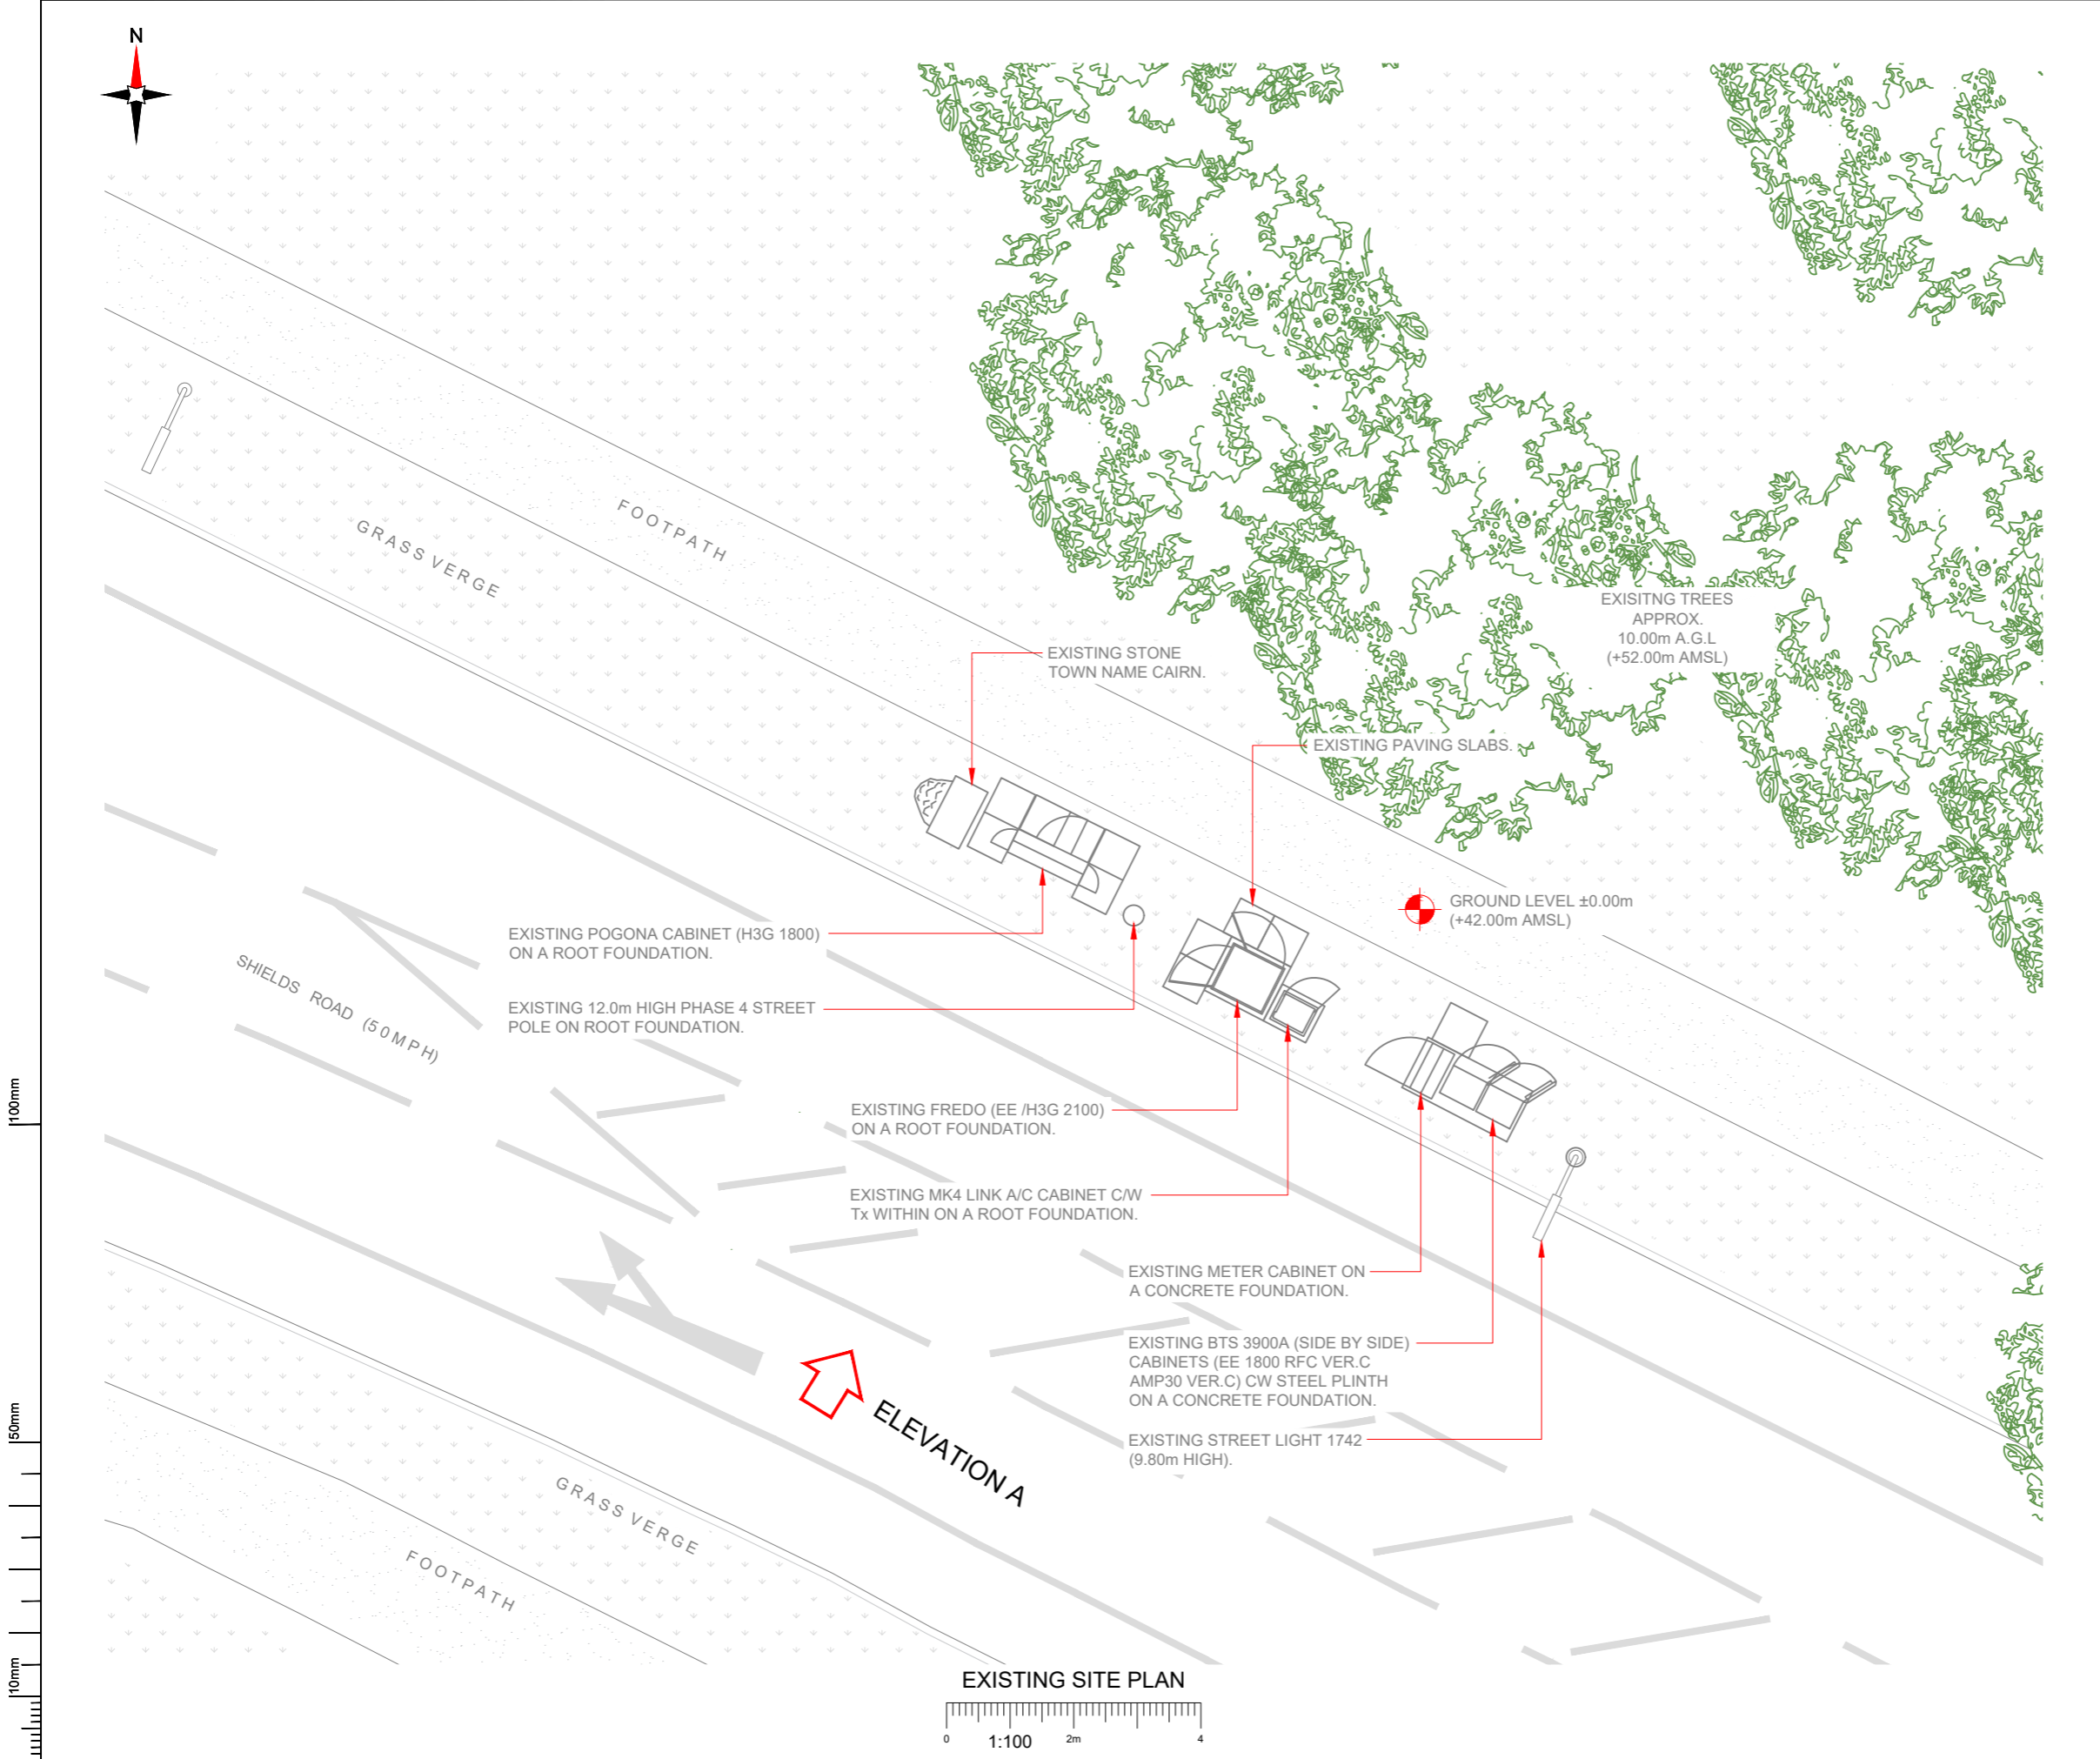 N
FOOTPATH
GRASS VERGE
EXISITNG TREES
APPROX.
10.00m A.G.L
(+52.00m AMSL)
EXISTING STONE
TOWN NAME CAIRN.
EXISTING PAVING SLABS.
GROUND LEVEL ±0.00m
(+42.00m AMSL)
EXISTING POGONA CABINET (H3G 1800)
ON A ROOT FOUNDATION.
SHIELDS ROAD (50MPH)
EXISTING 12.0m HIGH PHASE 4 STREET
POLE ON ROOT FOUNDATION.
EXISTING FREDO (EE /H3G 2100)
ON A ROOT FOUNDATION.
EXISTING MK4 LINK A/C CABINET C/W
Tx WITHIN ON A ROOT FOUNDATION.
EXISTING METER CABINET ON
A CONCRETE FOUNDATION.
EXISTING BTS 3900A (SIDE BY SIDE)
CABINETS (EE 1800 RFC VER.C
AMP30 VER.C) CW STEEL PLINTH
ON A CONCRETE FOUNDATION.
EXISTING STREET LIGHT 1742
(9.80m HIGH).
ELEVATION A
GRASS VERGE
FOOTPATH
100mm
50mm
10mm
EXISTING SITE PLAN
0 1:100 2m 4